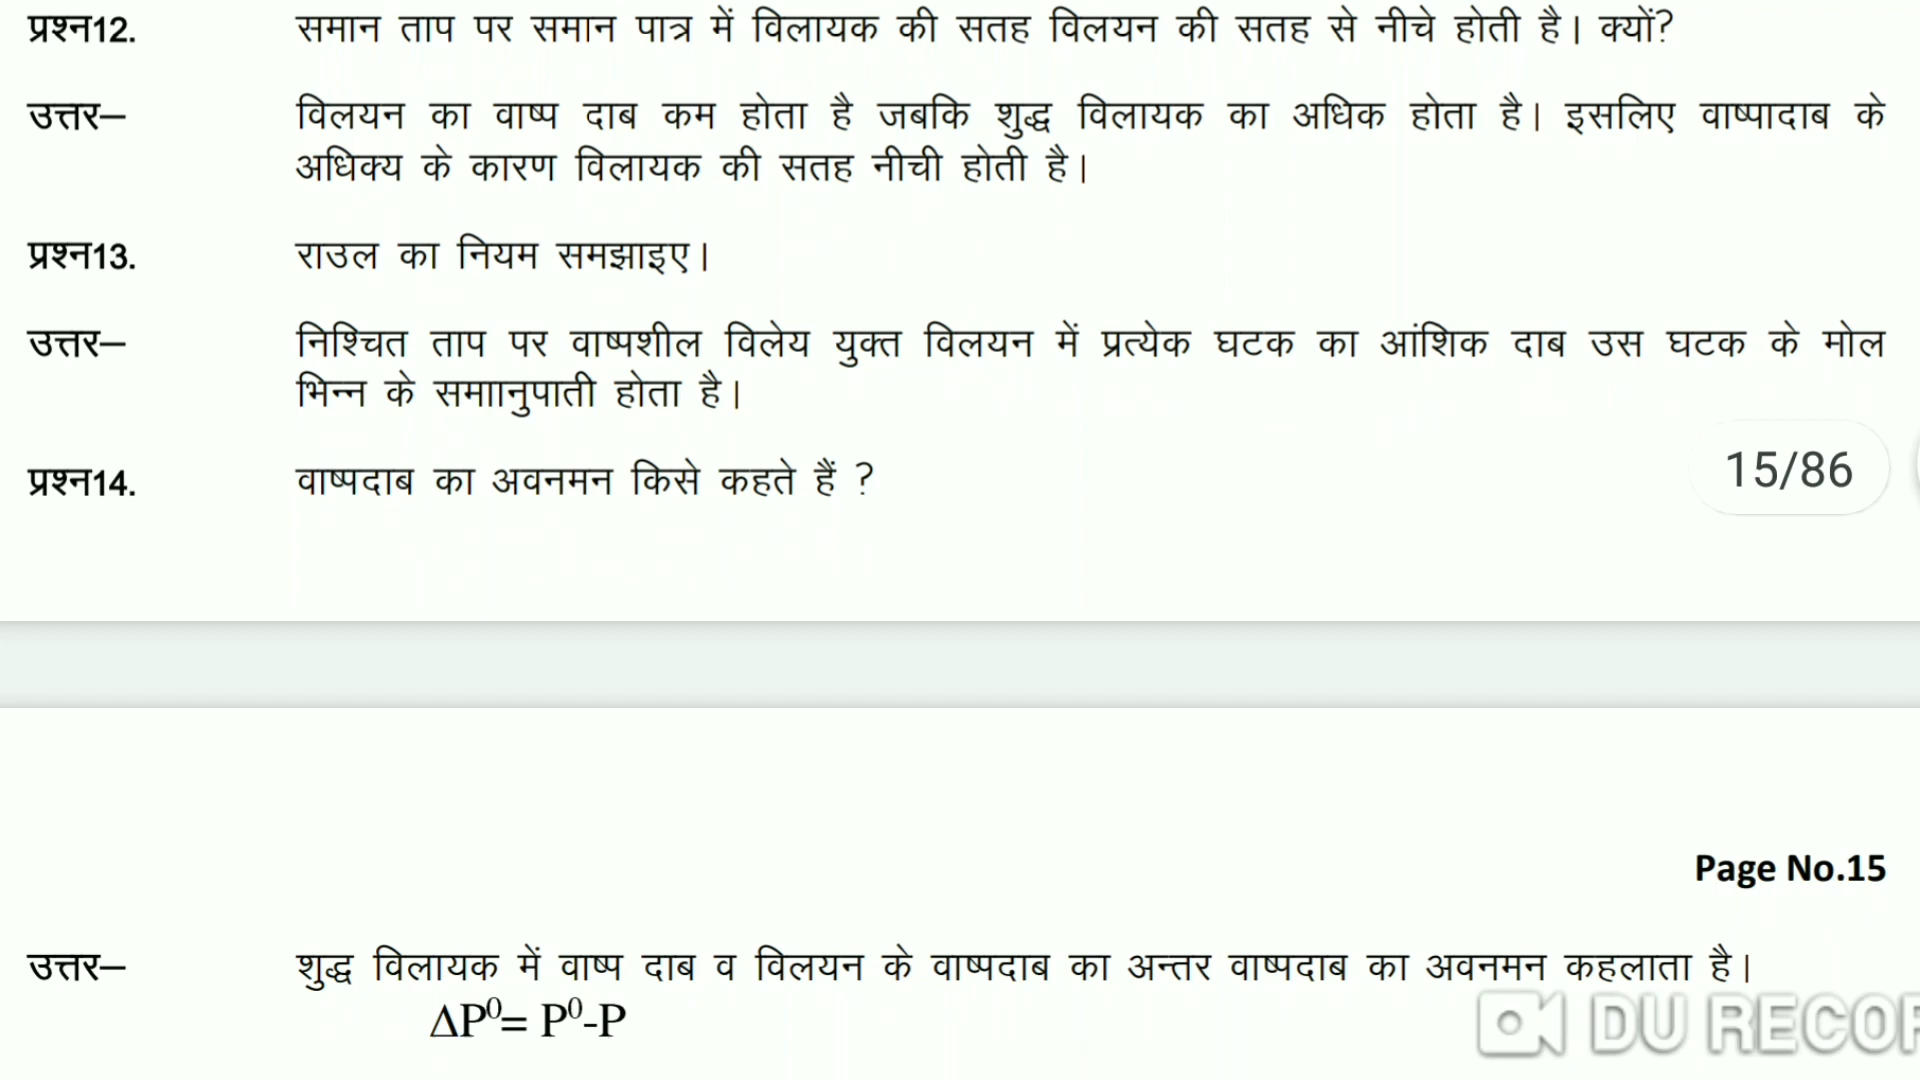 प्रश्न12. समान ताप पर समान पात्र में विलायक की सतह विलयन की सतह से नीचे होती है। क्यों?
उत्तर– विलयन का वाष्प दाब कम होता है जबकि शुद्ध विलायक का अधिक होता है। इसलिए वाष्पादाब के
अधिक्य के कारण विलायक की सतह नीची होती है।
प्रश्न13. राउल का नियम समझाइए।
उत्तर– निश्चित ताप पर वाष्पशील विलेय युक्त विलयन में प्रत्येक घटक का आंशिक दाब उस घटक के मोल
भिन्न के समाानुपाती होता है।
प्रश्न14. वाष्पदाब का अवनमन किसे कहते हैं ?
15/86
Page No.15
उत्तर– शुद्ध विलायक में वाष्प दाब व विलयन के वाष्पदाब का अन्तर वाष्पदाब का अवनमन कहलाता है।
ΔP⁰= P⁰-P
DU RECOR